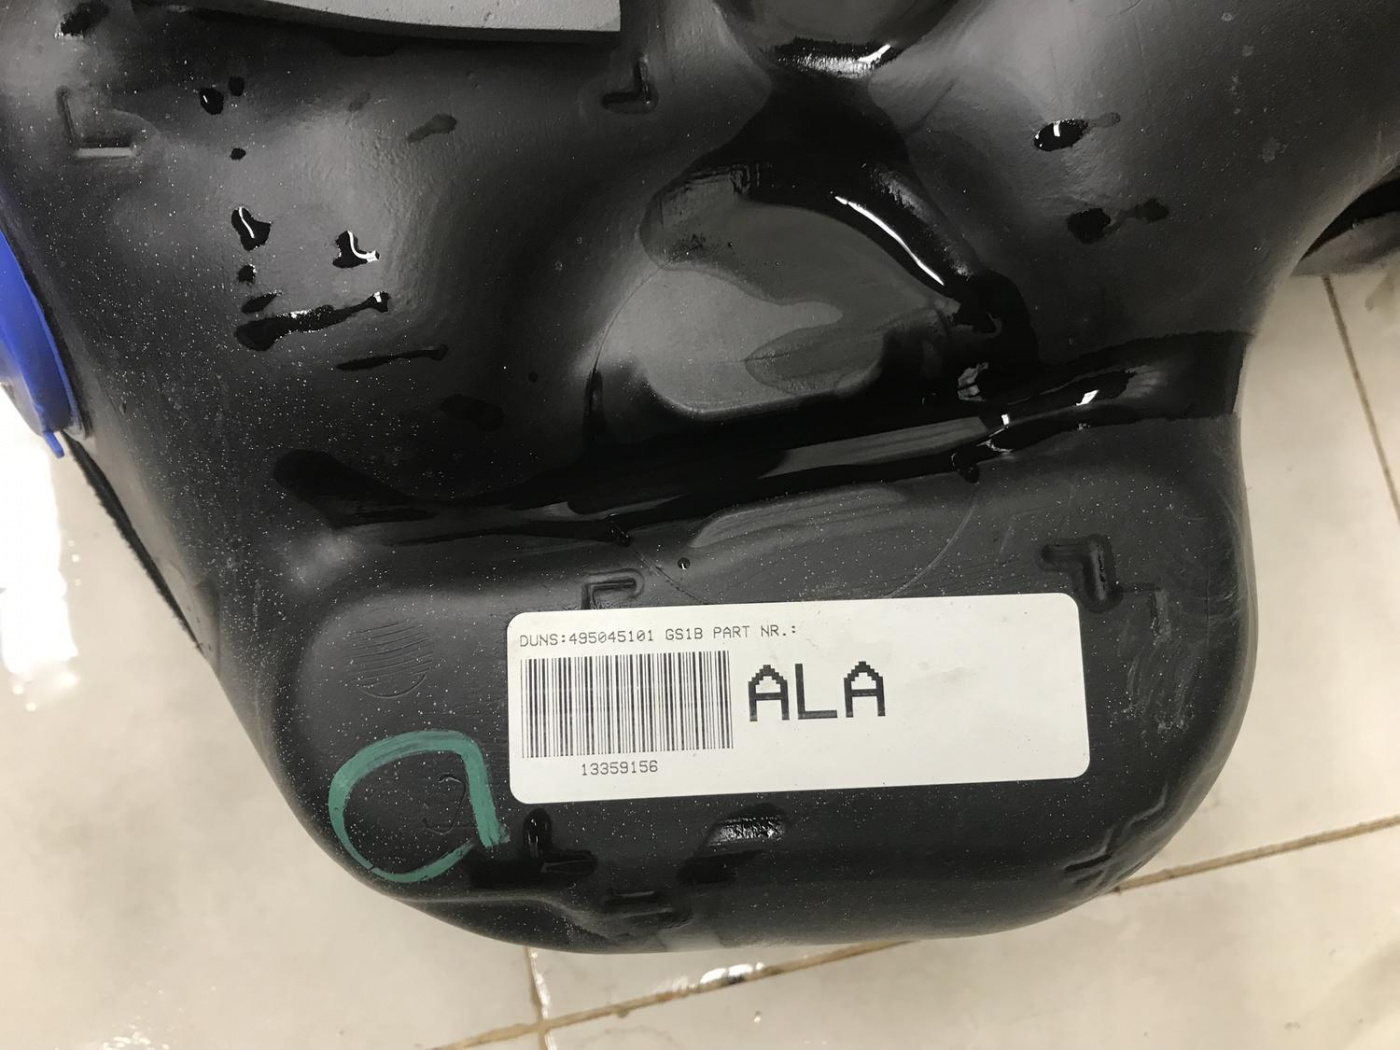 DUNS:495045101 GS1B PART NR.:
ALA
13359156